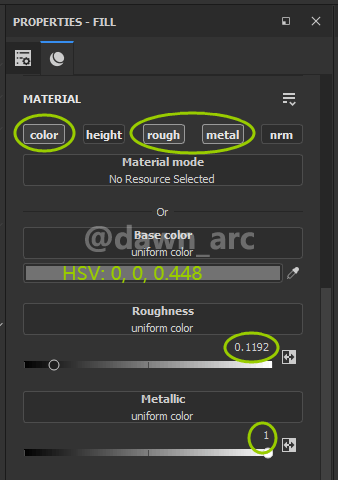 PROPERTIES - FILL
MATERIAL
color height rough metal nrm
Material mode
No Resource Selected
Or
Base color
@dawn_arc
uniform color
HSV: 0, 0, 0.448
Roughness
uniform color
0.1192
Metallic
uniform color
1